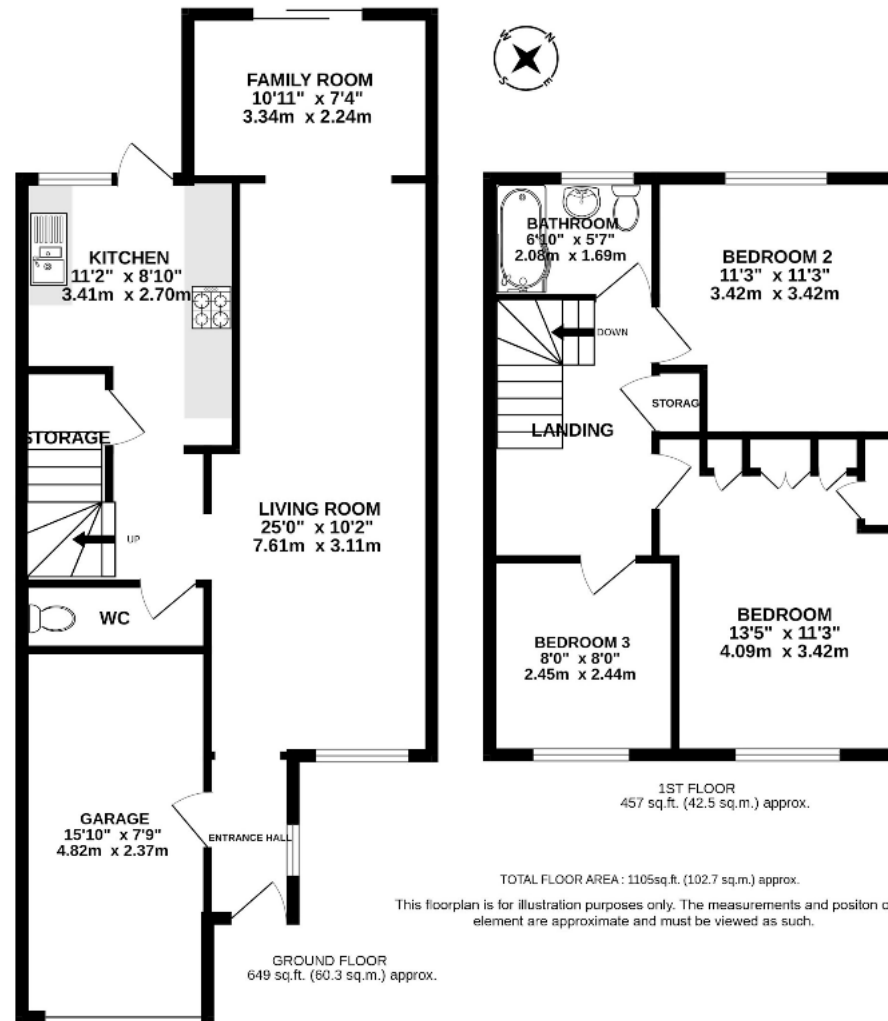 FAMILY ROOM
10'11" x 7'4"
3.34m x 2.24m
W
N
S
E
KITCHEN
11'2" x 8'10"
3.41m x 2.70m
BATHROOM
6'10" x 5'7"
2.08m x 1.69m
BEDROOM 2
11'3" x 11'3"
3.42m x 3.42m
DOWN
STORAG
LANDING
STORAGE
UP
LIVING ROOM
25'0" x 10'2"
7.61m x 3.11m
WC
BEDROOM
13'5" x 11'3"
4.09m x 3.42m
BEDROOM 3
8'0" x 8'0"
2.45m x 2.44m
GARAGE
15'10" x 7'9"
4.82m x 2.37m
ENTRANCE HALL
1ST FLOOR
457 sq.ft. (42.5 sq.m.) approx.
GROUND FLOOR
649 sq.ft. (60.3 sq.m.) approx.
TOTAL FLOOR AREA : 1105sq.ft. (102.7 sq.m.) approx.
This floorplan is for illustration purposes only. The measurements and positon o
element are approximate and must be viewed as such.